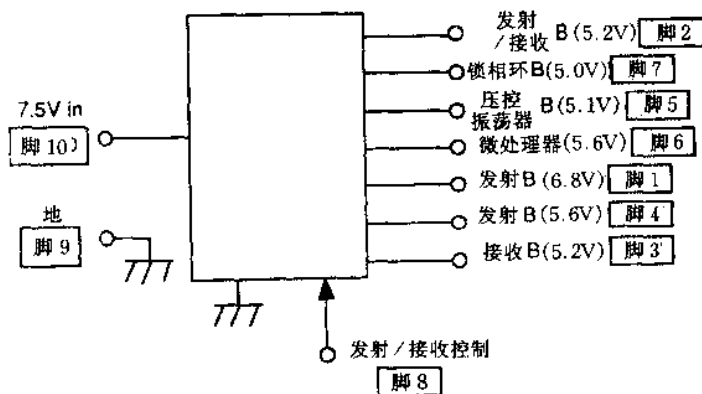 发射
/接收 B(5.2V) 脚2
锁相环B(5.0V) 脚7
压控
振荡器 B(5.1V) 脚5
微处理器(5.6V) 脚6
发射B(6.8V) 脚1
发射B(5.6V) 脚4
接收B(5.2V) 脚3
7.5V in
脚10)
地
脚9
发射/接收控制
脚8